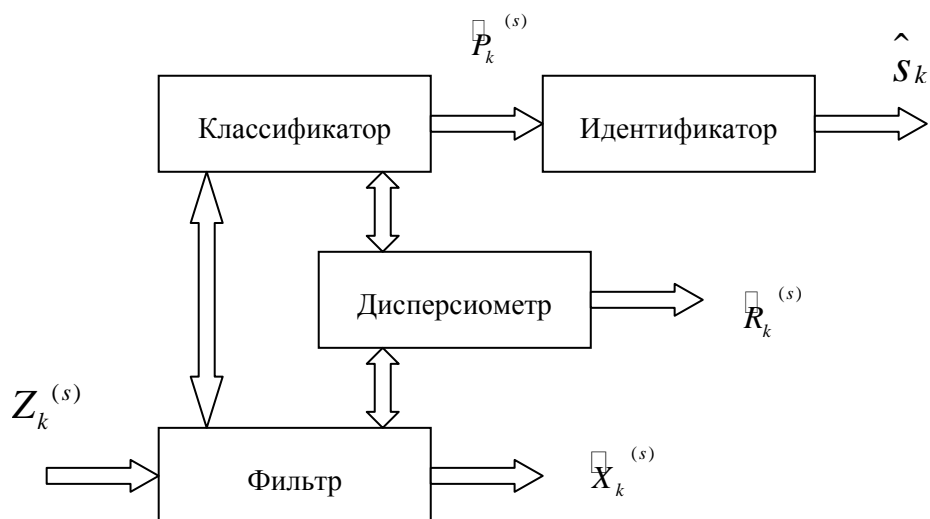 P_k^(s)
ŝ_k
Классификатор
Идентификатор
Дисперсиометр
R_k^(s)
Z_k^(s)
Фильтр
X_k^(s)